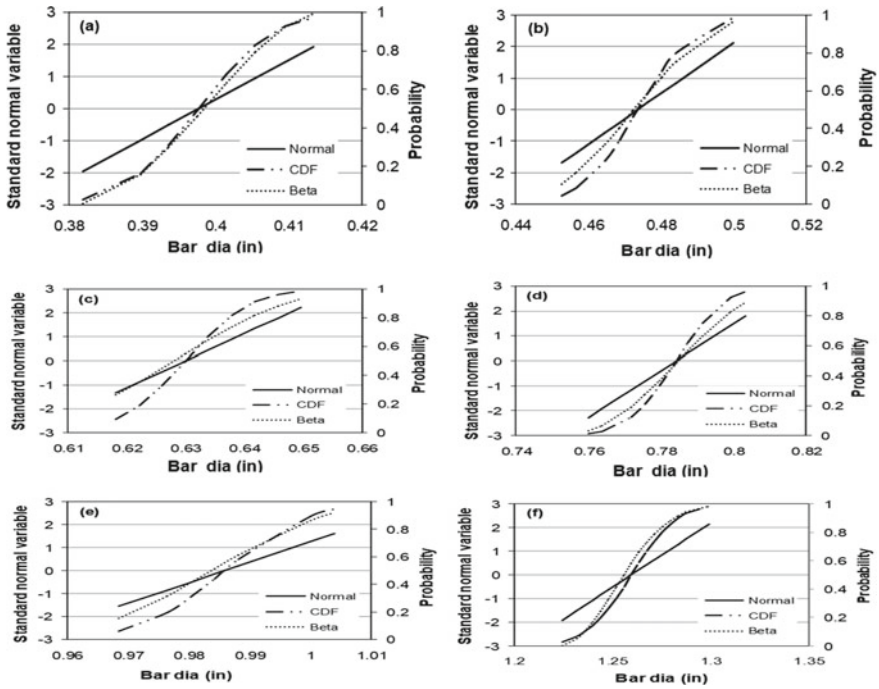 (a)
Standard normal variable
3
2
1
0
-1
-2
-3
1
0.8
0.6
0.4
0.2
0
Probability
Normal
CDF
Beta
0.38
0.39
0.4
0.41
0.42
Bar dia (in)
(b)
Standard normal variable
3
2
1
0
-1
-2
-3
1
0.8
0.6
0.4
0.2
0
Probability
Normal
CDF
Beta
0.44
0.46
0.48
0.5
0.52
Bar dia (in)
(c)
Standard normal variable
3
2
1
0
-1
-2
-3
1
0.8
0.6
0.4
0.2
0
Probability
Normal
CDF
Beta
0.61
0.62
0.63
0.64
0.65
0.66
Bar dia (in)
(d)
Standard normal variable
3
2
1
0
-1
-2
-3
1
0.8
0.6
0.4
0.2
0
Probability
Normal
CDF
Beta
0.74
0.76
0.78
0.8
0.82
Bar dia (in)
(e)
Standard normal variable
3
2
1
0
-1
-2
-3
1
0.8
0.6
0.4
0.2
0
Probability
Normal
CDF
Beta
0.96
0.97
0.98
0.99
1
1.01
Bar dia (in)
(f)
Standard normal variable
3
2
1
0
-1
-2
-3
1
0.8
0.6
0.4
0.2
0
Probability
Normal
CDF
Beta
1.2
1.25
1.3
1.35
Bar dia (in)